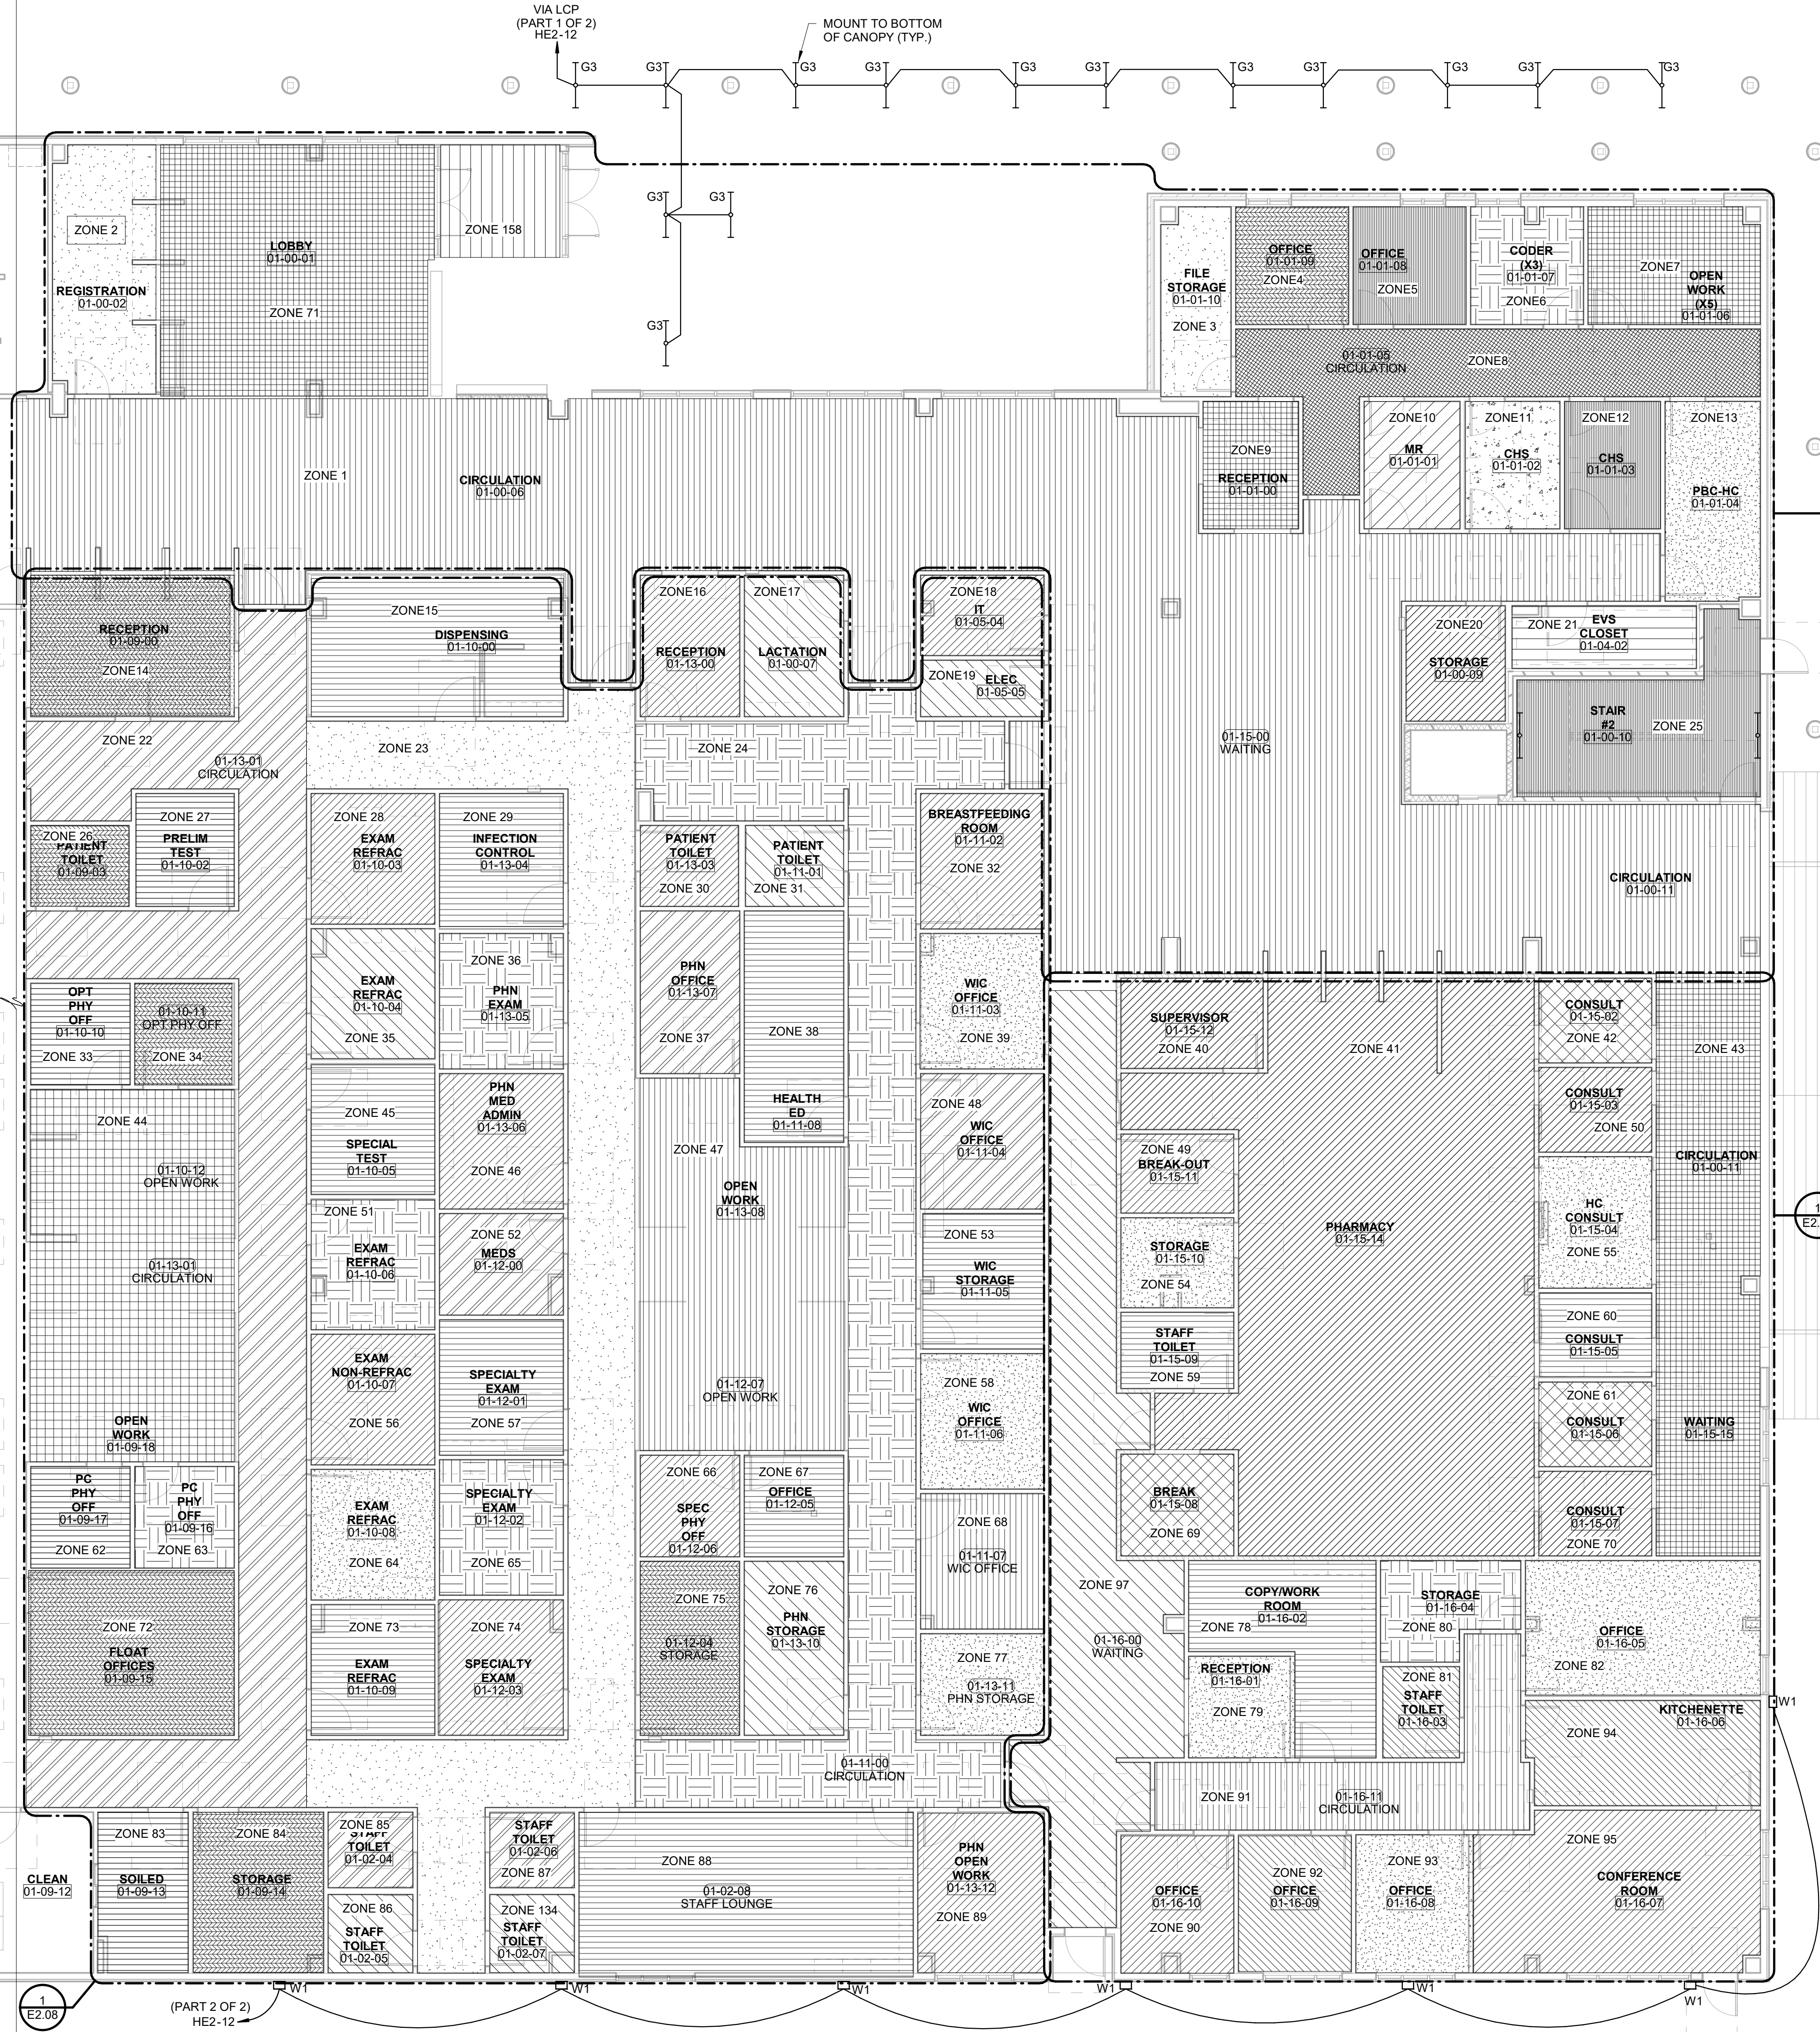 VIA LCP
(PART 1 OF 2)
HE2-12
MOUNT TO BOTTOM
OF CANOPY (TYP.)
G3
G3
G3
G3
G3
G3
G3
G3
G3
G3
G3
ZONE 2
REGISTRATION
01-00-02
LOBBY
01-00-01
ZONE 71
ZONE 158
G3
G3
G3
FILE
STORAGE
01-01-10
ZONE 3
OFFICE
01-01-09
ZONE4
OFFICE
01-01-08
ZONE5
CODER
(X3)
01-01-07
ZONE6
ZONE7
OPEN
WORK
(X5)
01-01-06
01-01-05
CIRCULATION
ZONE8
ZONE 1
CIRCULATION
01-00-06
ZONE9
RECEPTION
01-01-00
ZONE10
MR
01-01-01
ZONE11
CHS
01-01-02
ZONE12
CHS
01-01-03
ZONE13
PBC-HC
01-01-04
RECEPTION
01-09-00
ZONE14
ZONE15
DISPENSING
01-10-00
ZONE16
RECEPTION
01-13-00
ZONE17
LACTATION
01-00-07
ZONE18
IT
01-05-04
ZONE19
ELEC
01-05-05
ZONE20
STORAGE
01-00-09
ZONE 21
EVS
CLOSET
01-04-02
STAIR
#2
01-00-10
ZONE 25
ZONE 22
01-13-01
CIRCULATION
ZONE 23
ZONE 24
01-15-00
WAITING
ZONE 26
PATIENT
TOILET
01-09-03
ZONE 27
PRELIM
TEST
01-10-02
ZONE 28
EXAM
REFRAC
01-10-03
ZONE 29
INFECTION
CONTROL
01-13-04
PATIENT
TOILET
01-13-03
ZONE 30
PATIENT
TOILET
01-11-01
ZONE 31
BREASTFEEDING
ROOM
01-11-02
ZONE 32
CIRCULATION
01-00-11
OPT
PHY
OFF
01-10-10
ZONE 33
01-10-11
OPT PHY OFF
ZONE 34
EXAM
REFRAC
01-10-04
ZONE 35
ZONE 36
PHN
EXAM
01-13-05
PHN
OFFICE
01-13-07
ZONE 37
ZONE 38
HEALTH
ED
01-11-08
WIC
OFFICE
01-11-03
ZONE 39
SUPERVISOR
01-15-12
ZONE 40
ZONE 41
CONSULT
01-15-02
ZONE 42
ZONE 43
ZONE 44
01-10-12
OPEN WORK
ZONE 45
SPECIAL
TEST
01-10-05
PHN
MED
ADMIN
01-13-06
ZONE 46
ZONE 47
OPEN
WORK
01-13-08
ZONE 48
WIC
OFFICE
01-11-04
ZONE 49
BREAK-OUT
01-15-11
CONSULT
01-15-03
ZONE 50
CIRCULATION
01-00-11
01-13-01
CIRCULATION
ZONE 51
EXAM
REFRAC
01-10-06
ZONE 52
MEDS
01-12-00
ZONE 53
WIC
STORAGE
01-11-05
STORAGE
01-15-10
ZONE 54
PHARMACY
01-15-14
HC
CONSULT
01-15-04
ZONE 55
1
E2.
EXAM
NON-REFRAC
01-10-07
ZONE 56
SPECIALTY
EXAM
01-12-01
ZONE 57
01-12-07
OPEN WORK
ZONE 58
WIC
OFFICE
01-11-06
STAFF
TOILET
01-15-09
ZONE 59
ZONE 60
CONSULT
01-15-05
ZONE 61
CONSULT
01-15-06
WAITING
01-15-15
OPEN
WORK
01-09-18
PC
PHY
OFF
01-09-17
ZONE 62
PC
PHY
OFF
01-09-16
ZONE 63
EXAM
REFRAC
01-10-08
ZONE 64
SPECIALTY
EXAM
01-12-02
ZONE 65
ZONE 66
SPEC
PHY
OFF
01-12-06
ZONE 67
OFFICE
01-12-05
ZONE 68
01-11-07
WIC OFFICE
BREAK
01-15-08
ZONE 69
CONSULT
01-15-07
ZONE 70
ZONE 72
FLOAT
OFFICES
01-09-15
ZONE 73
EXAM
REFRAC
01-10-09
ZONE 74
SPECIALTY
EXAM
01-12-03
ZONE 75
01-12-04
STORAGE
ZONE 76
PHN
STORAGE
01-13-10
ZONE 77
01-13-11
PHN STORAGE
ZONE 97
01-16-00
WAITING
COPY/WORK
ROOM
01-16-02
ZONE 78
RECEPTION
01-16-01
ZONE 79
STORAGE
01-16-04
ZONE 80
ZONE 81
STAFF
TOILET
01-16-03
OFFICE
01-16-05
ZONE 82
KITCHENETTE
01-16-06
ZONE 94
W1
01-11-00
CIRCULATION
ZONE 91
01-16-11
CIRCULATION
CLEAN
01-09-12
ZONE 83
SOILED
01-09-13
ZONE 84
STORAGE
01-09-14
ZONE 85
STAFF
TOILET
01-02-04
ZONE 86
STAFF
TOILET
01-02-05
STAFF
TOILET
01-02-06
ZONE 87
ZONE 134
STAFF
TOILET
01-02-07
ZONE 88
01-02-08
STAFF LOUNGE
PHN
OPEN
WORK
01-13-12
ZONE 89
OFFICE
01-16-10
ZONE 90
ZONE 92
OFFICE
01-16-09
ZONE 93
OFFICE
01-16-08
ZONE 95
CONFERENCE
ROOM
01-16-07
1
E2.08
(PART 2 OF 2)
HE2-12
W1
W1
W1
W1
W1
W1